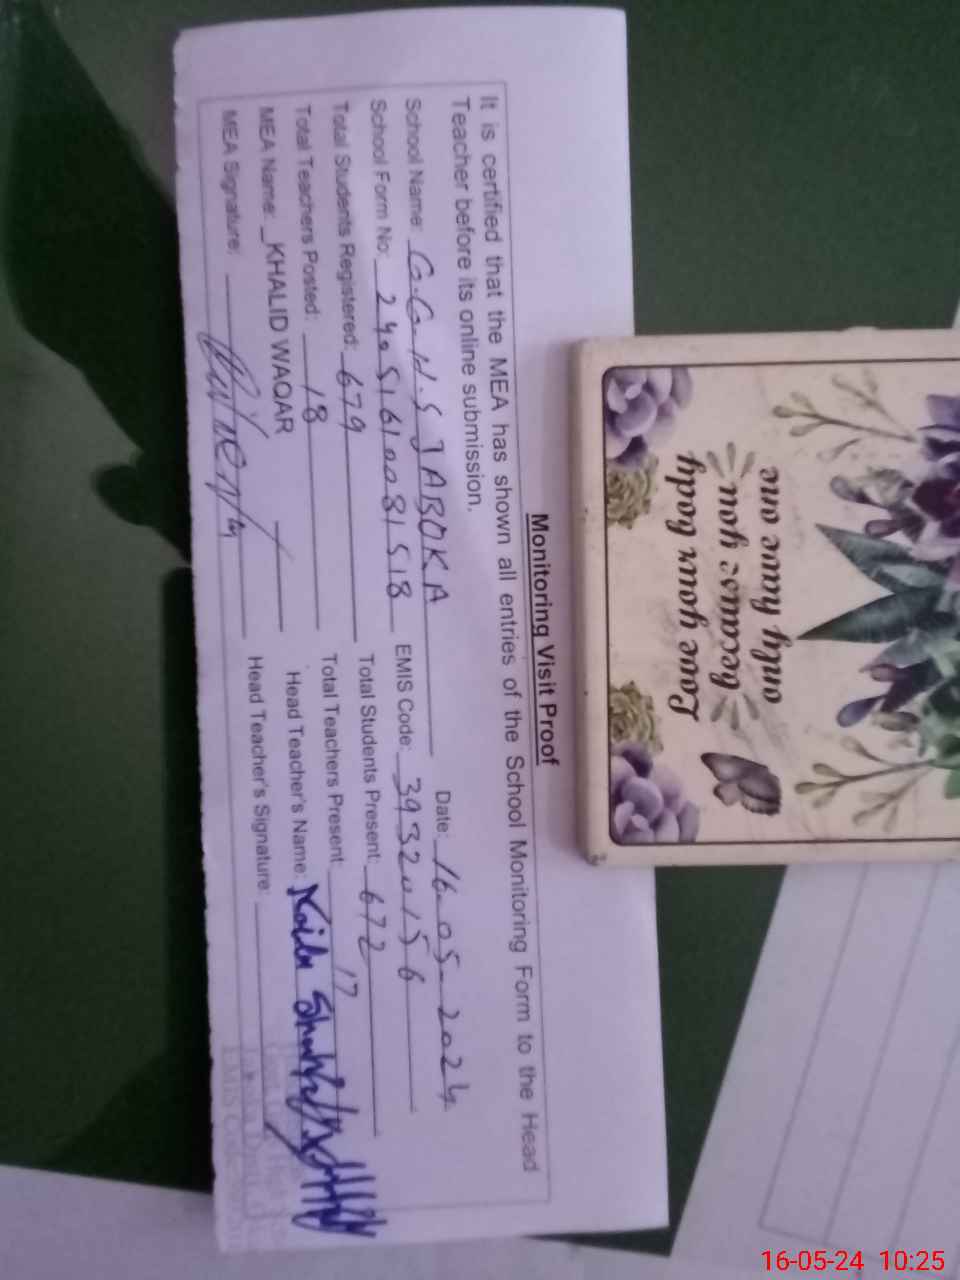 Monitoring Visit Proof
It is certified that the MEA has shown all entries of the School Monitoring Form to the Head
Teacher before its online submission.
School Name: G.G.H.S JABOKA Date: 16-05-2024
School Form No: 24051610081518 EMIS Code: 39320156
Total Students Registered: 679 Total Students Present: 672
Total Teachers Posted: 18 Total Teachers Present: 17
MEA Name: KHALID WAQAR Head Teacher's Name: Naila
MEA Signature: Head Teacher's Signature:
Love your body
Because you
only have one
16-05-24 10:25